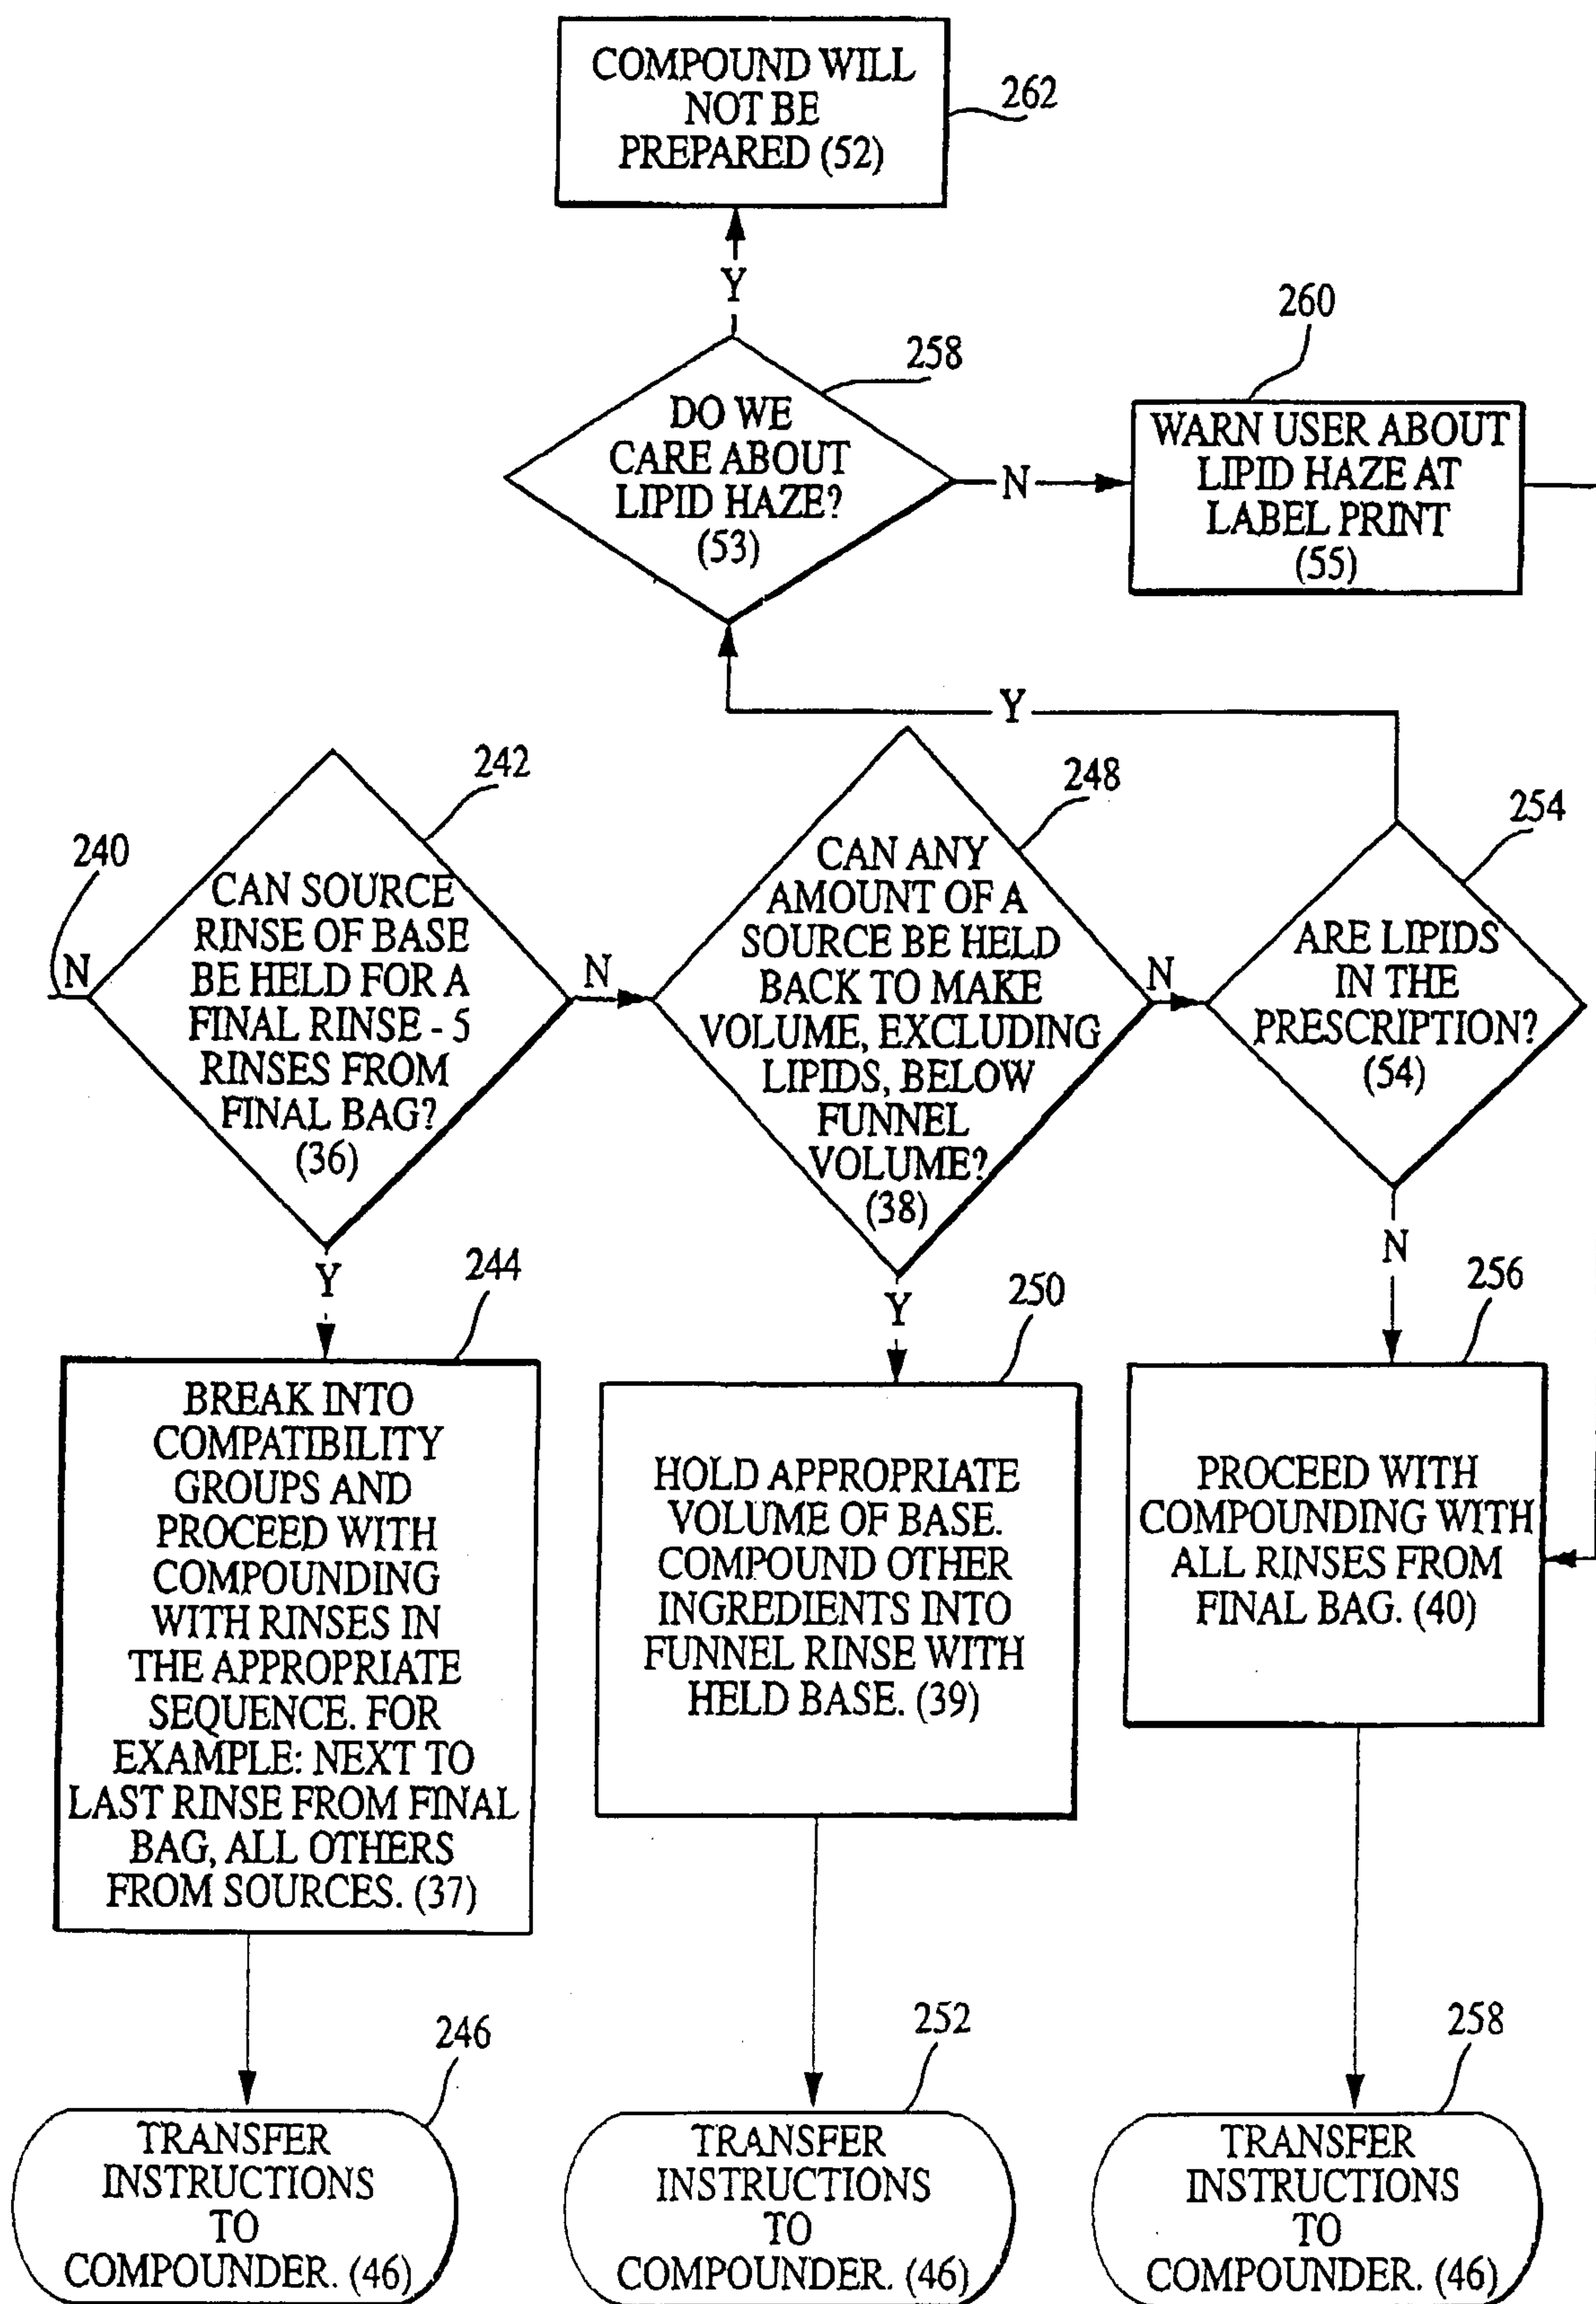 COMPOUND WILL
NOT BE
PREPARED (52)
262
Y
260
258
DO WE
CARE ABOUT
LIPID HAZE?
(53)
N
WARN USER ABOUT
LIPID HAZE AT
LABEL PRINT
(55)
Y
242
248
254
240
N
CAN SOURCE
RINSE OF BASE
BE HELD FOR A
FINAL RINSE - 5
RINSES FROM
FINAL BAG?
(36)
N
CAN ANY
AMOUNT OF A
SOURCE BE HELD
BACK TO MAKE
VOLUME, EXCLUDING
LIPIDS, BELOW
FUNNEL
VOLUME?
(38)
N
ARE LIPIDS
IN THE
PRESCRIPTION?
(54)
Y
244
Y
250
N
256
BREAK INTO
COMPATIBILITY
GROUPS AND
PROCEED WITH
COMPOUNDING
WITH RINSES IN
THE APPROPRIATE
SEQUENCE. FOR
EXAMPLE: NEXT TO
LAST RINSE FROM FINAL
BAG, ALL OTHERS
FROM SOURCES. (37)
HOLD APPROPRIATE
VOLUME OF BASE.
COMPOUND OTHER
INGREDIENTS INTO
FUNNEL RINSE WITH
HELD BASE. (39)
PROCEED WITH
COMPOUNDING WITH
ALL RINSES FROM
FINAL BAG. (40)
246
252
258
TRANSFER
INSTRUCTIONS
TO
COMPOUNDER. (46)
TRANSFER
INSTRUCTIONS
TO
COMPOUNDER. (46)
TRANSFER
INSTRUCTIONS
TO
COMPOUNDER. (46)